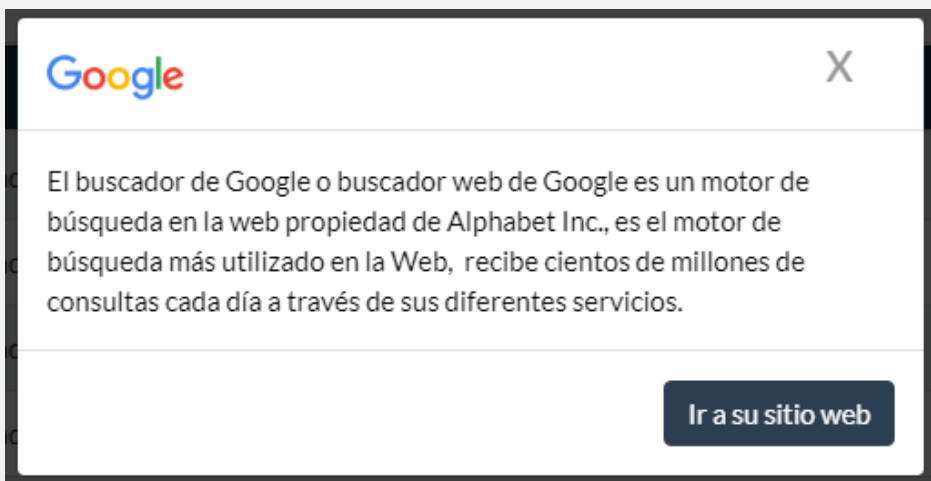 Google
X
El buscador de Google o buscador web de Google es un motor de
búsqueda en la web propiedad de Alphabet Inc., es el motor de
búsqueda más utilizado en la Web, recibe cientos de millones de
consultas cada día a través de sus diferentes servicios.
Ir a su sitio web